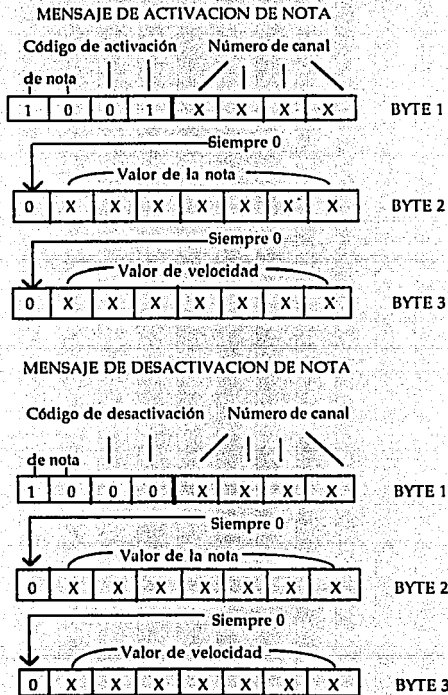 MENSAJE DE ACTIVACION DE NOTA
Código de activación Número de canal
de nota
1 0 0 1 X X X X BYTE 1
Siempre 0
Valor de la nota
0 X X X X X X X BYTE 2
Siempre 0
Valor de velocidad
0 X X X X X X X BYTE 3
MENSAJE DE DESACTIVACION DE NOTA
Código de desactivación Número de canal
de nota
1 0 0 0 X X X X BYTE 1
Siempre 0
Valor de la nota
0 X X X X X X X BYTE 2
Siempre 0
Valor de velocidad
0 X X X X X X X BYTE 3